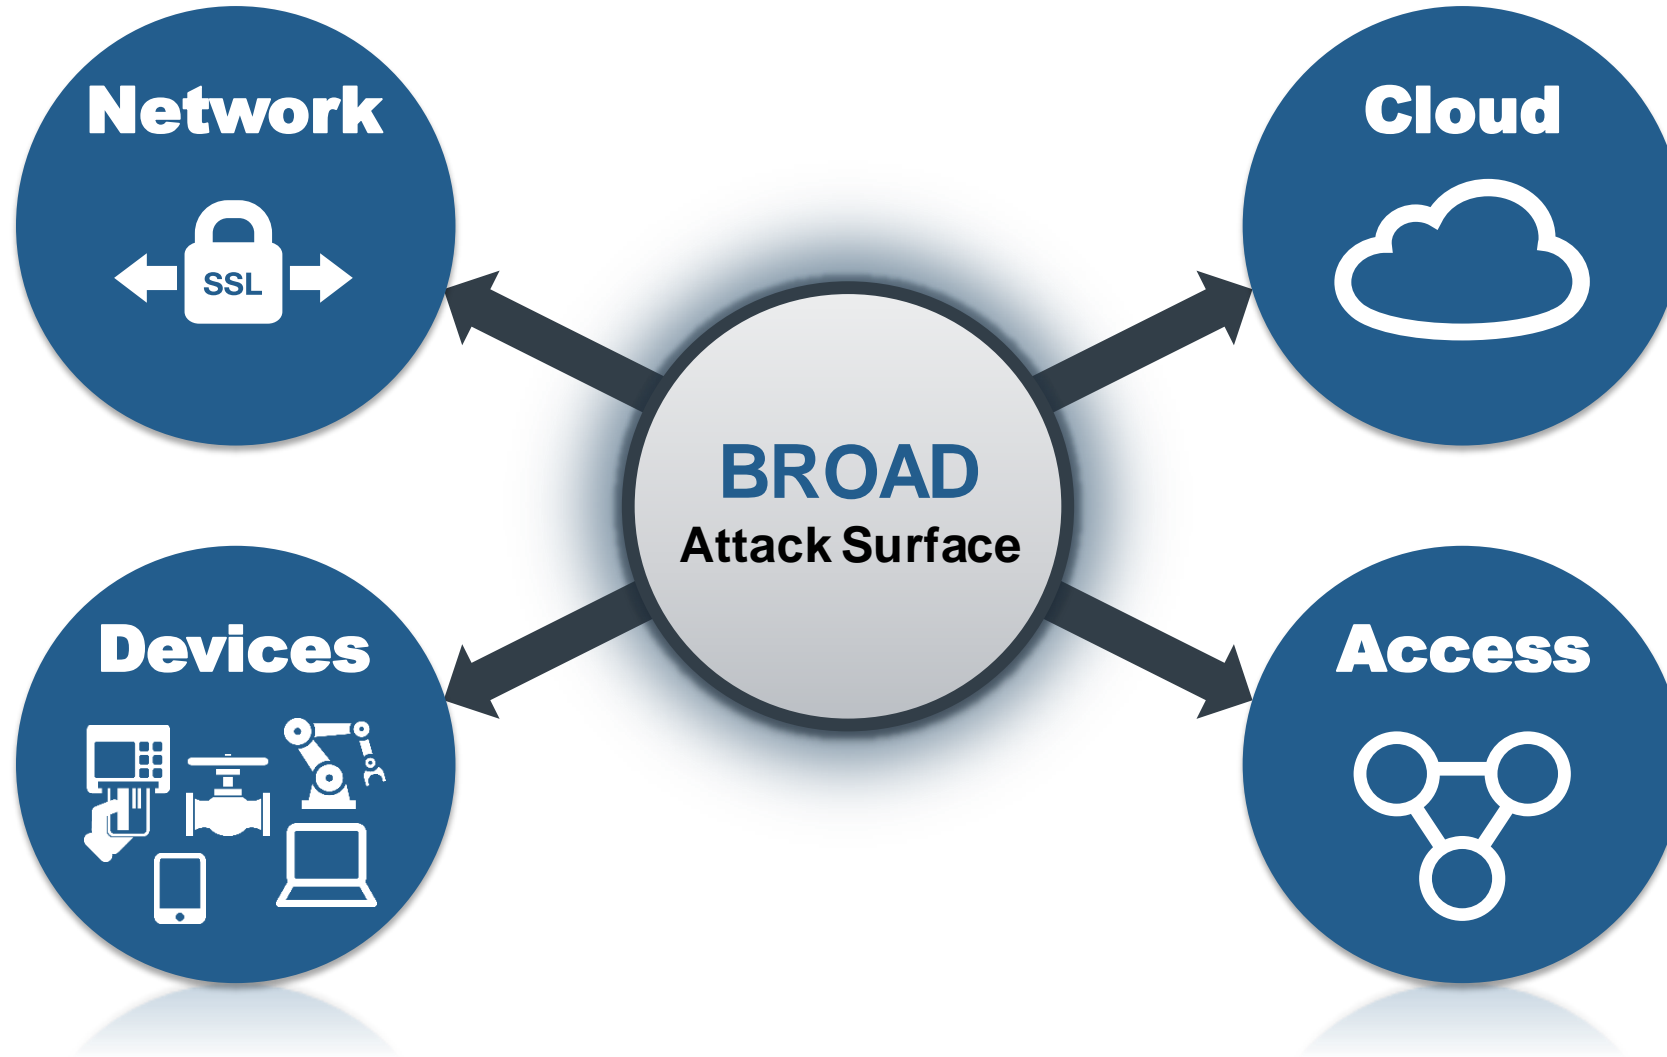 Network
SSL
Cloud
BROAD
Attack Surface
Devices
Access